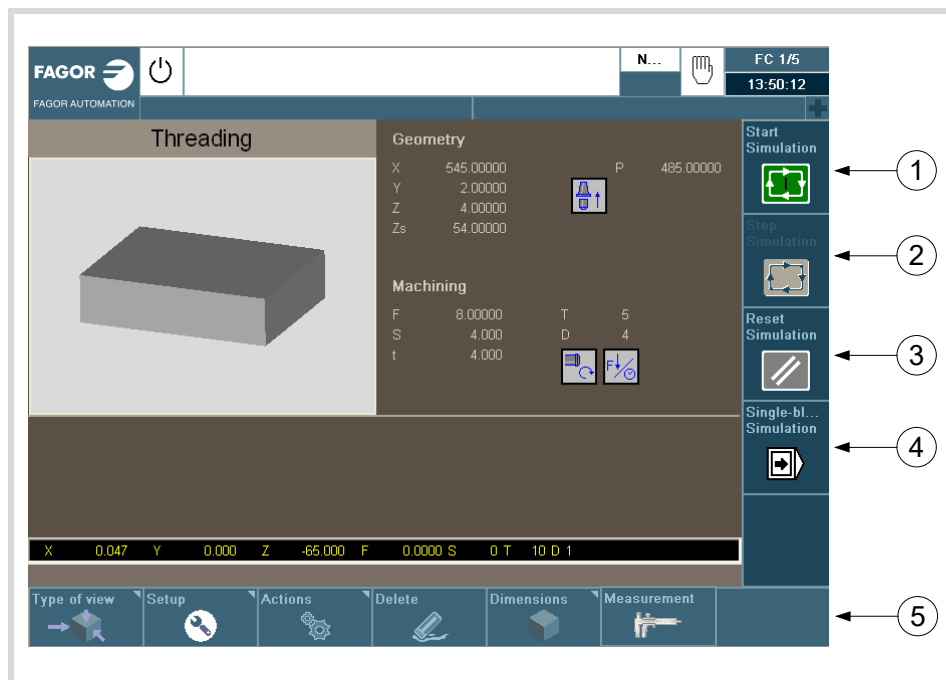 FAGOR
FAGOR AUTOMATION
N...
FC 1/5
13:50:12
Threading
Geometry
X 545.00000 P 485.00000
Y 2.00000
Z 4.00000
Zs 54.00000
Machining
F 8.00000 T 5
S 4.000 D 4
t 4.000
F
Start
Simulation
1
Stop
Simulation
2
Reset
Simulation
3
Single-bl...
Simulation
4
X 0.047 Y 0.000 Z -65.000 F 0.0000 S 0 T 10 D 1
Type of view
Setup
Actions
Delete
Dimensions
Measurement
5